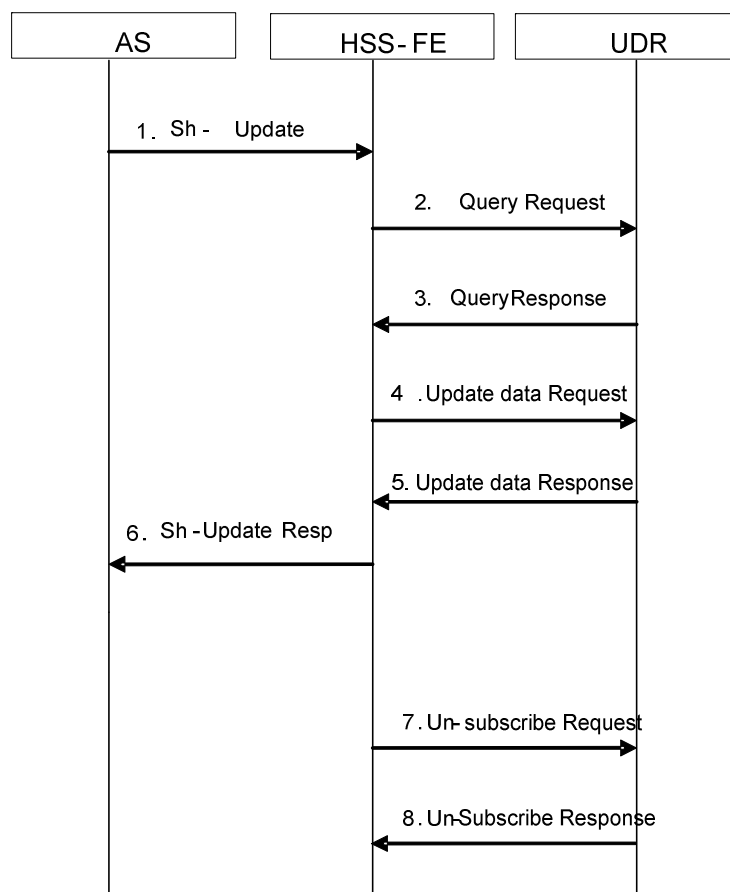 AS
HSS-FE
UDR
1. Sh - Update
2. Query Request
3. QueryResponse
4 .Update data Request
5. Update data Response
6. Sh-Update Resp
7. Un-subscribe Request
8. Un-Subscribe Response